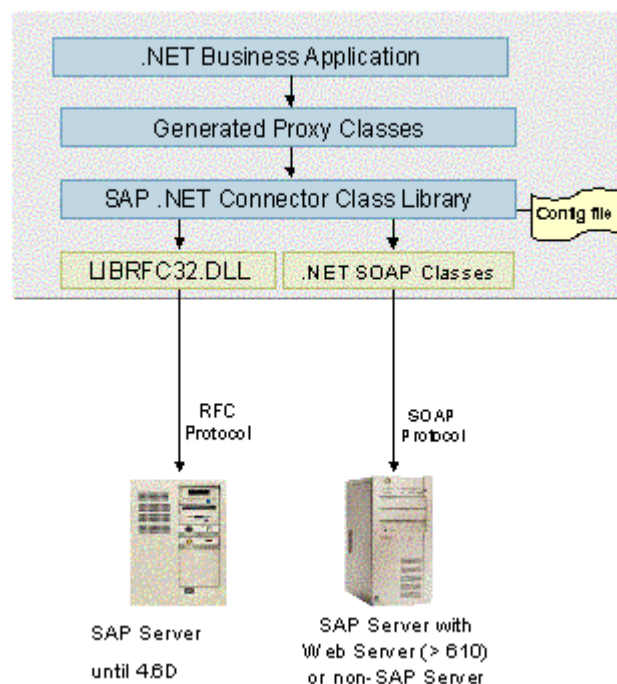 .NET Business Application
Generated Proxy Classes
SAP .NET Connector Class Library
Config file
LIBRFC32.DLL
.NET SOAP Classes
RFC
Protocol
SOAP
Protocol
SAP Server
until 4.6D
SAP Server with
Web Server (> 610)
or non-SAP Server